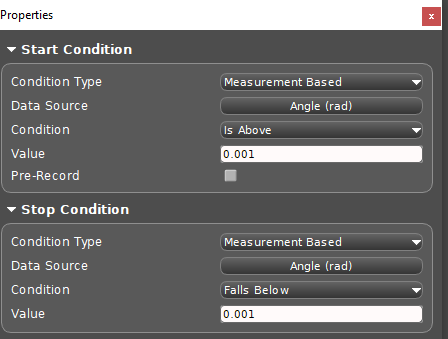 Properties
x
Start Condition
Condition Type Measurement Based
Data Source Angle (rad)
Condition Is Above
Value 0.001
Pre-Record
Stop Condition
Condition Type Measurement Based
Data Source Angle (rad)
Condition Falls Below
Value 0.001